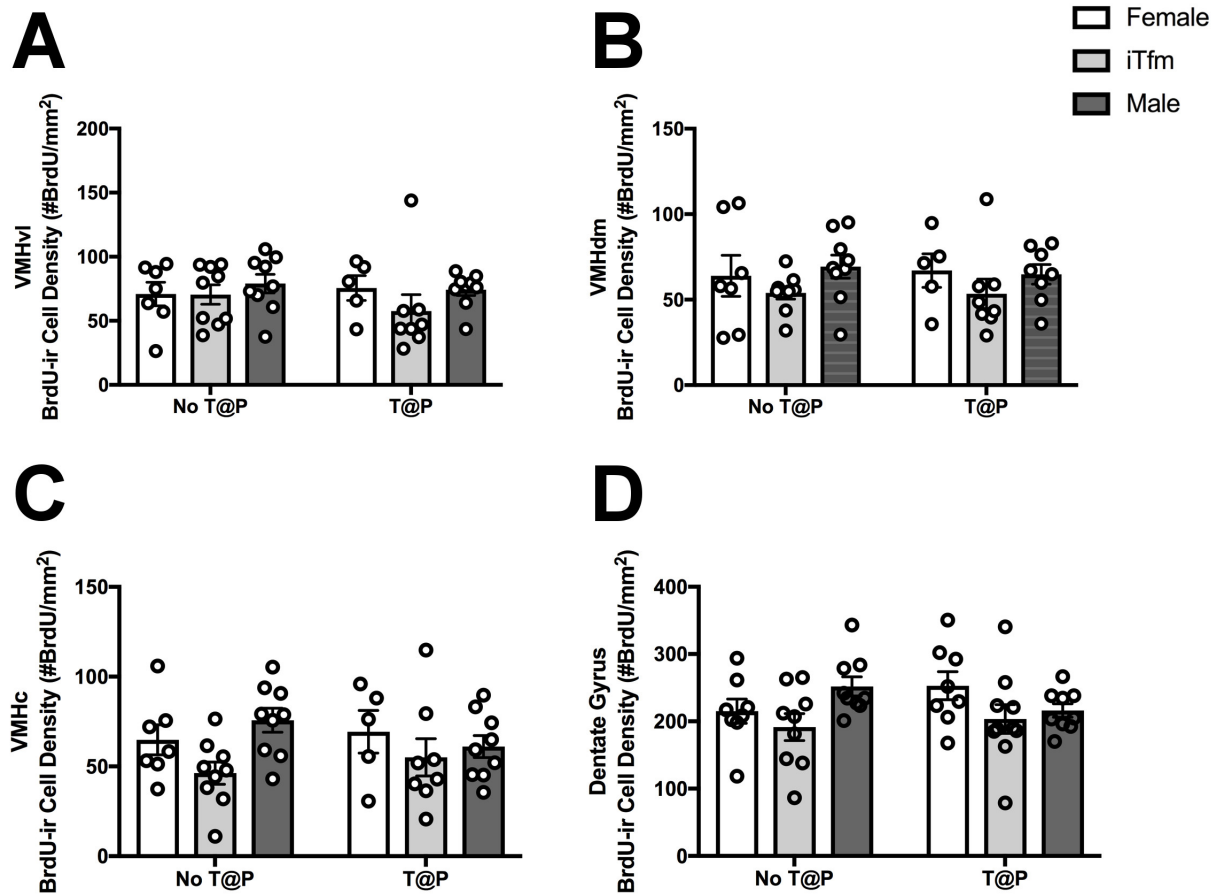 A
B
Female
iTfm
Male
VMHvl
BrdU-ir Cell Density (#BrdU/mm²)
200
150
100
50
0
No T@P
T@P
VMHdm
BrdU-ir Cell Density (#BrdU/mm²)
150
100
50
0
No T@P
T@P
C
D
VMHc
BrdU-ir Cell Density (#BrdU/mm²)
150
100
50
0
No T@P
T@P
Dentate Gyrus
BrdU-ir Cell Density (#BrdU/mm²)
400
300
200
100
0
No T@P
T@P